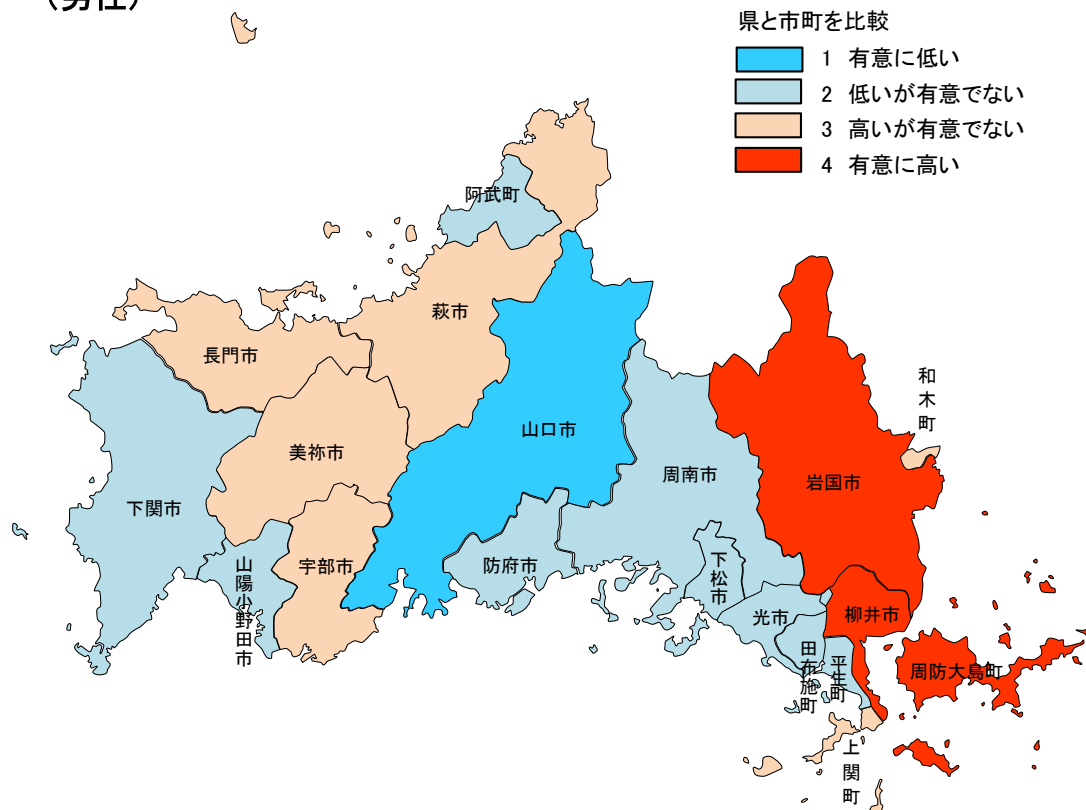 （男性）
県と市町を比較
1 有意に低い
2 低いが有意でない
3 高いが有意でない
4 有意に高い
阿武町
萩市
長門市
和木町
山口市
美祢市
周南市
岩国市
下関市
宇部市
防府市
山陽小野田市
下松市
光市
柳井市
田布施町
平生町
周防大島町
上関町